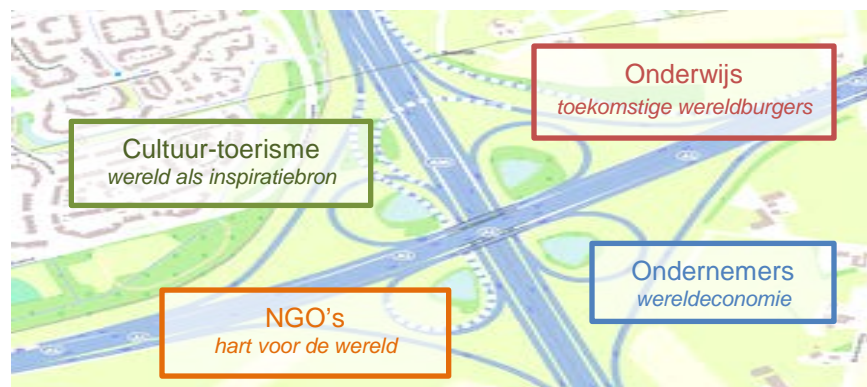 Onderwijs
toekomstige wereldburgers
Cultuur-toerisme
wereld als inspiratiebron
Ondernemers
wereldeconomie
NGO's
hart voor de wereld